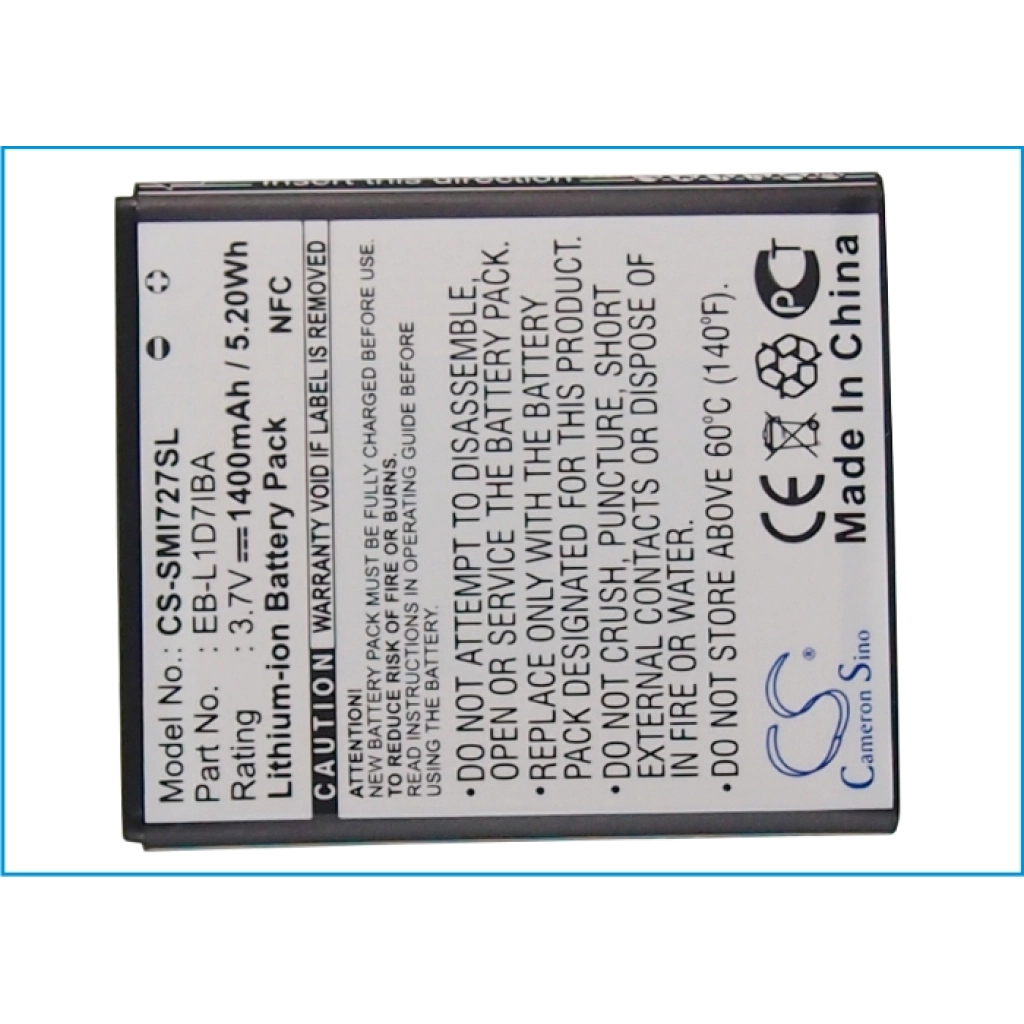 Insert this direction
Model No.: CS-SMI727SL
Part No. : EB-L1D7IBA
Rating : 3.7V 1400mAh / 5.20Wh
Lithium-ion Battery Pack NFC
CAUTION WARRANTY VOID IF LABEL IS REMOVED
ATTENTION!
NEW BATTERY PACK MUST BE FULLY CHARGED BEFORE USE.
TO REDUCE RISK OF FIRE OR BURNS,
READ INSTRUCTIONS IN OPERATING GUIDE BEFORE
USING THE BATTERY.
• DO NOT ATTEMPT TO DISASSEMBLE,
OPEN OR SERVICE THE BATTERY PACK.
• REPLACE ONLY WITH THE BATTERY
PACK DESIGNATED FOR THIS PRODUCT.
• DO NOT CRUSH, PUNCTURE, SHORT
EXTERNAL CONTACTS OR DISPOSE OF
IN FIRE OR WATER.
• DO NOT STORE ABOVE 60°C (140°F).
CS®
Cameron Sino
CE
PCT
Made In China